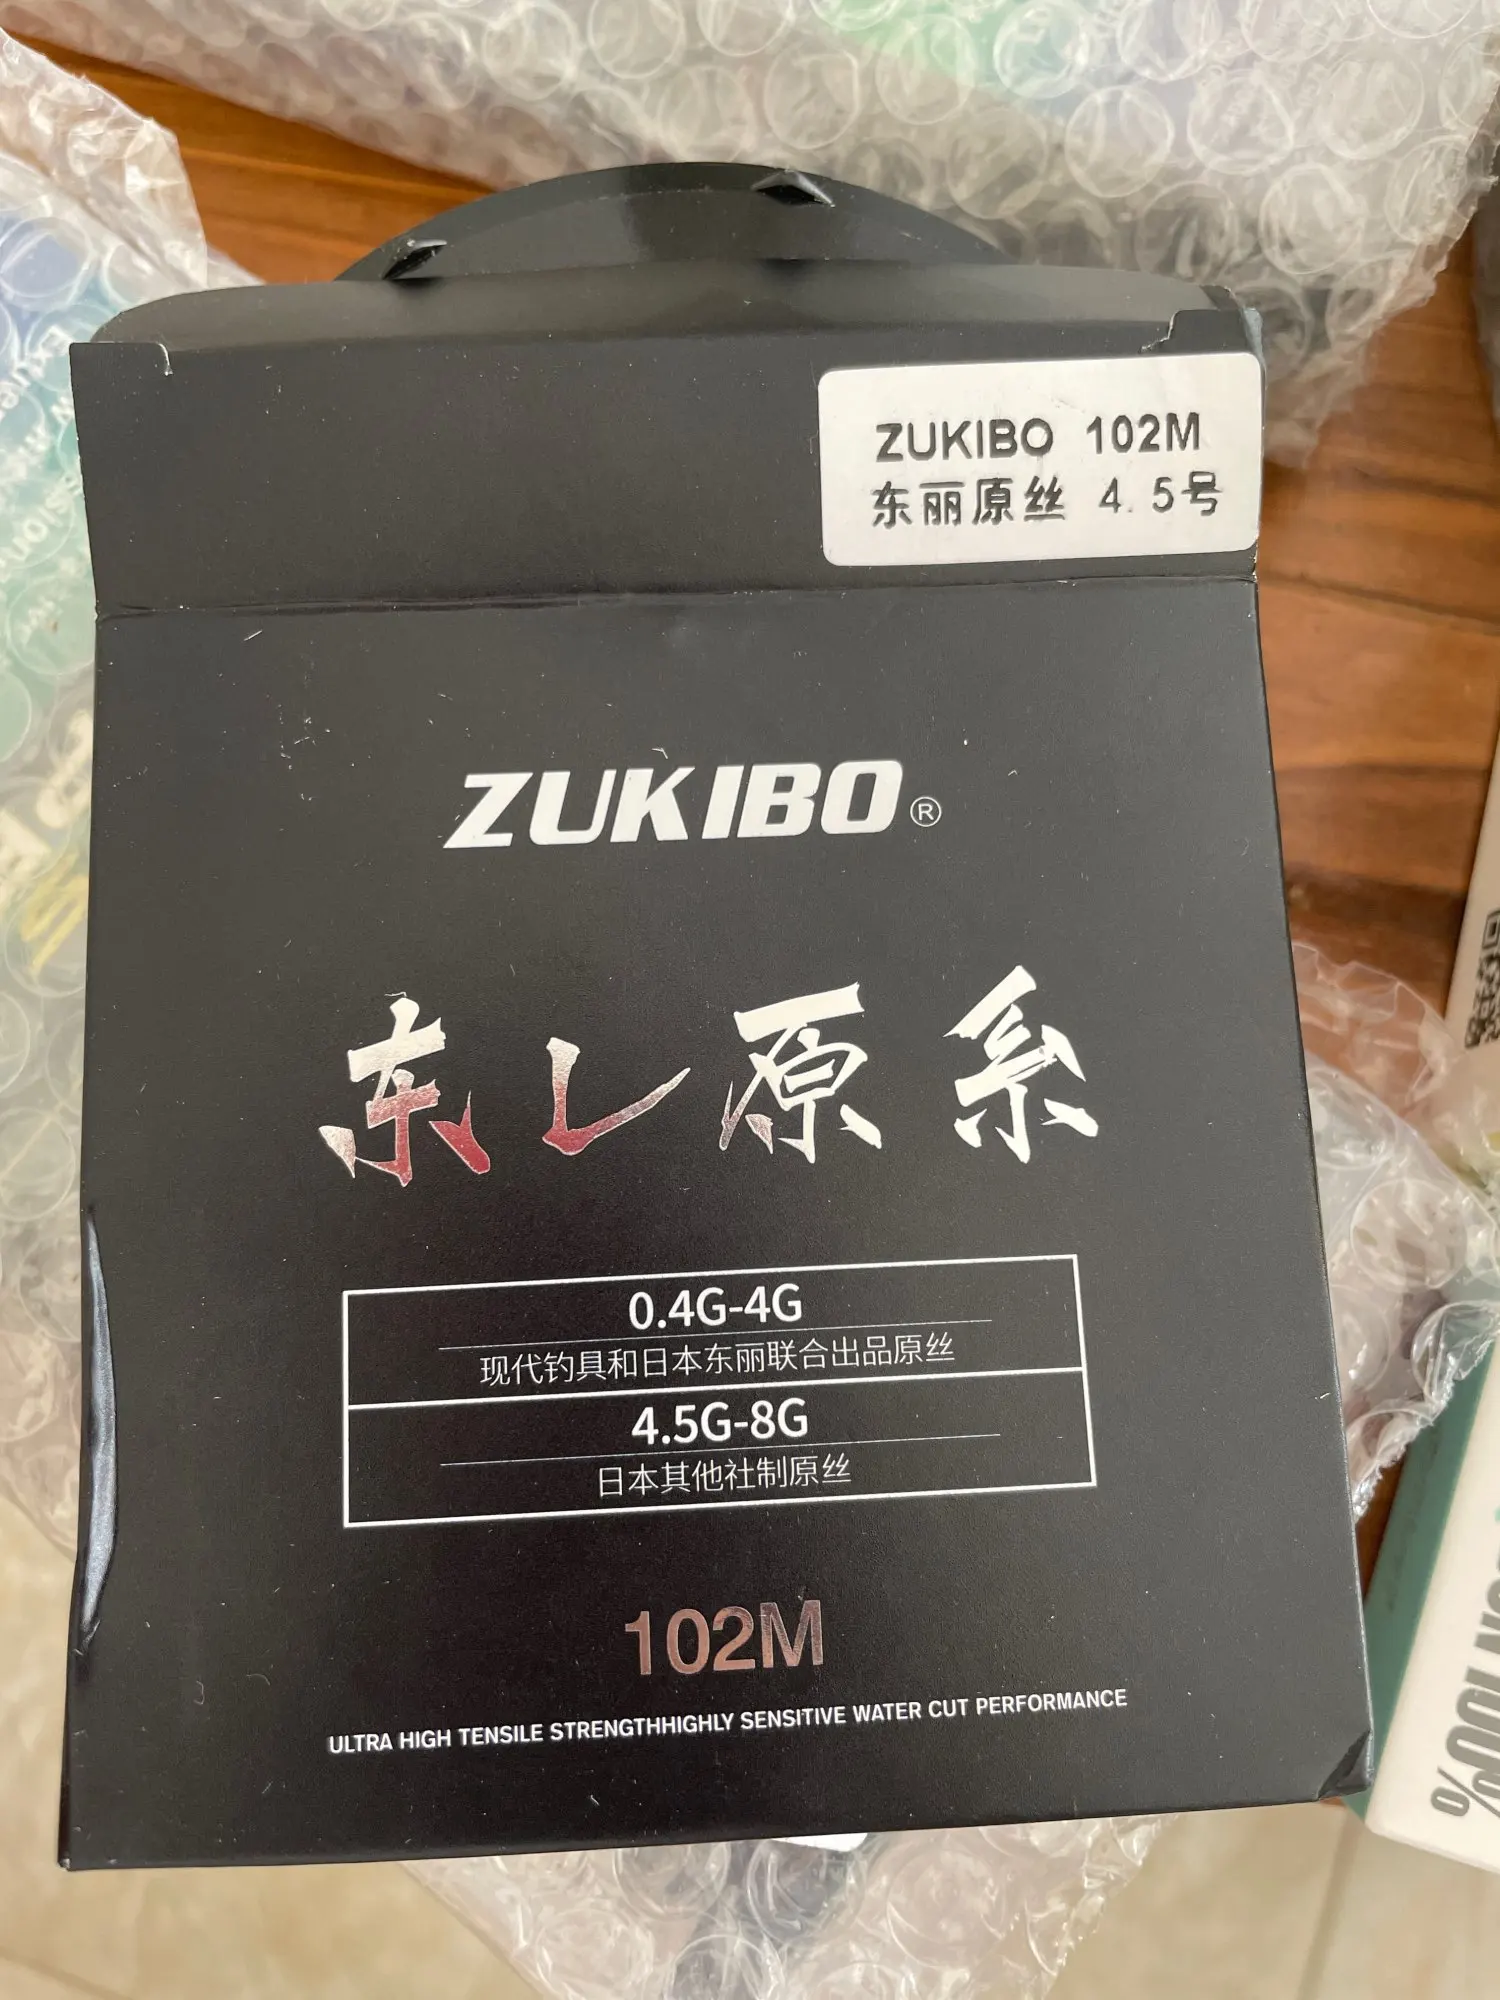 ZUKIBO 102M
东丽原丝 4.5号
ZUKIBO®
东レ原系
0.4G-4G
现代钓具和日本东丽联合出品原丝
4.5G-8G
日本其他社制原丝
102M
ULTRA HIGH TENSILE STRENGTHHIGHLY SENSITIVE WATER CUT PERFORMANCE
100%